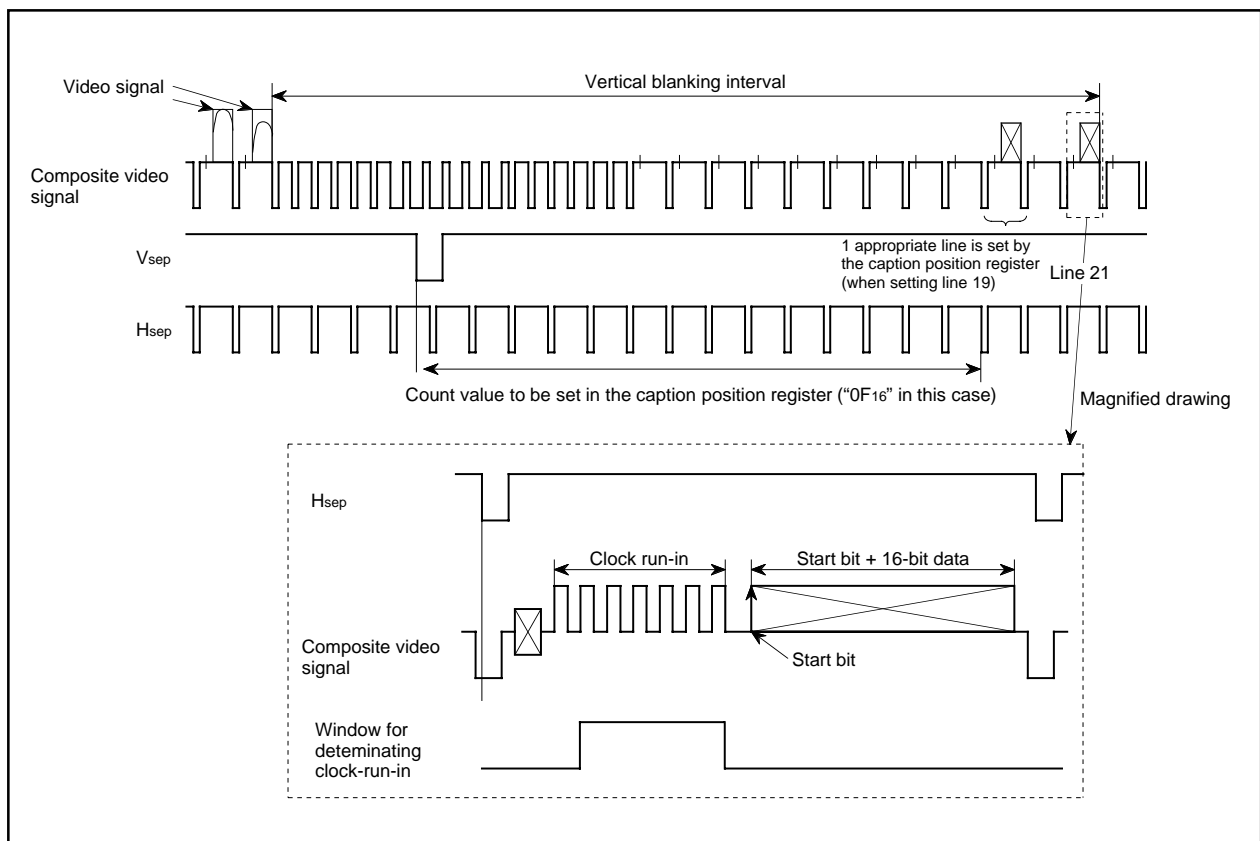 Vertical blanking interval
Video signal
Composite video
signal
Vsep
1 appropriate line is set by
the caption position register
(when setting line 19)
Line 21
Hsep
Count value to be set in the caption position register (“0F16” in this case)
Magnified drawing
Hsep
Clock run-in
Start bit + 16-bit data
Composite video
signal
Start bit
Window for
deteminating
clock-run-in